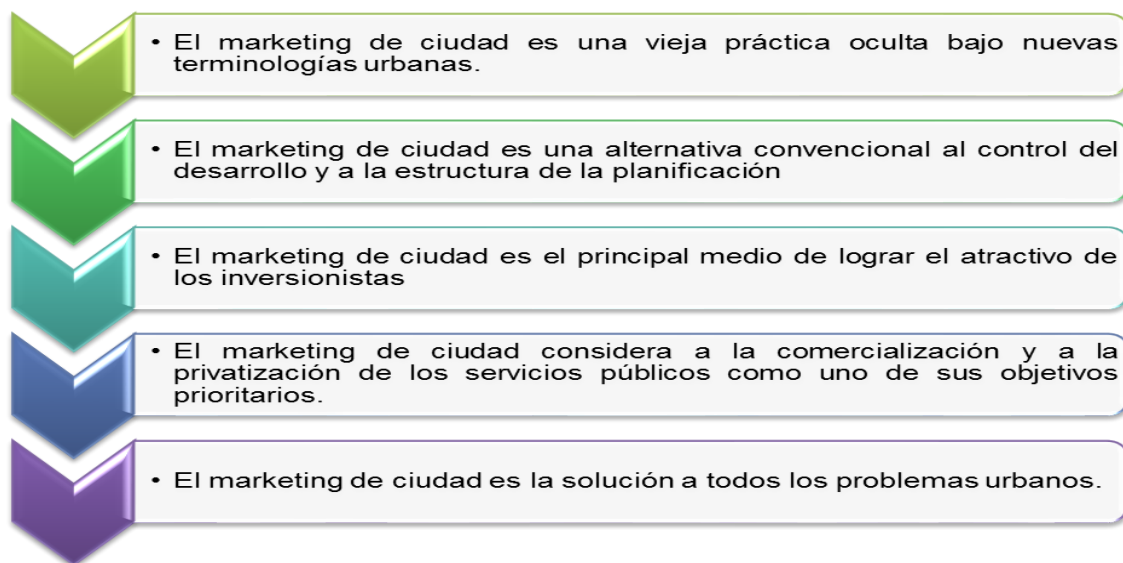 • El marketing de ciudad es una vieja práctica oculta bajo nuevas
terminologías urbanas.
• El marketing de ciudad es una alternativa convencional al control del
desarrollo y a la estructura de la planificación
• El marketing de ciudad es el principal medio de lograr el atractivo de
los inversionistas
• El marketing de ciudad considera a la comercialización y a la
privatización de los servicios públicos como uno de sus objetivos
prioritarios.
• El marketing de ciudad es la solución a todos los problemas urbanos.